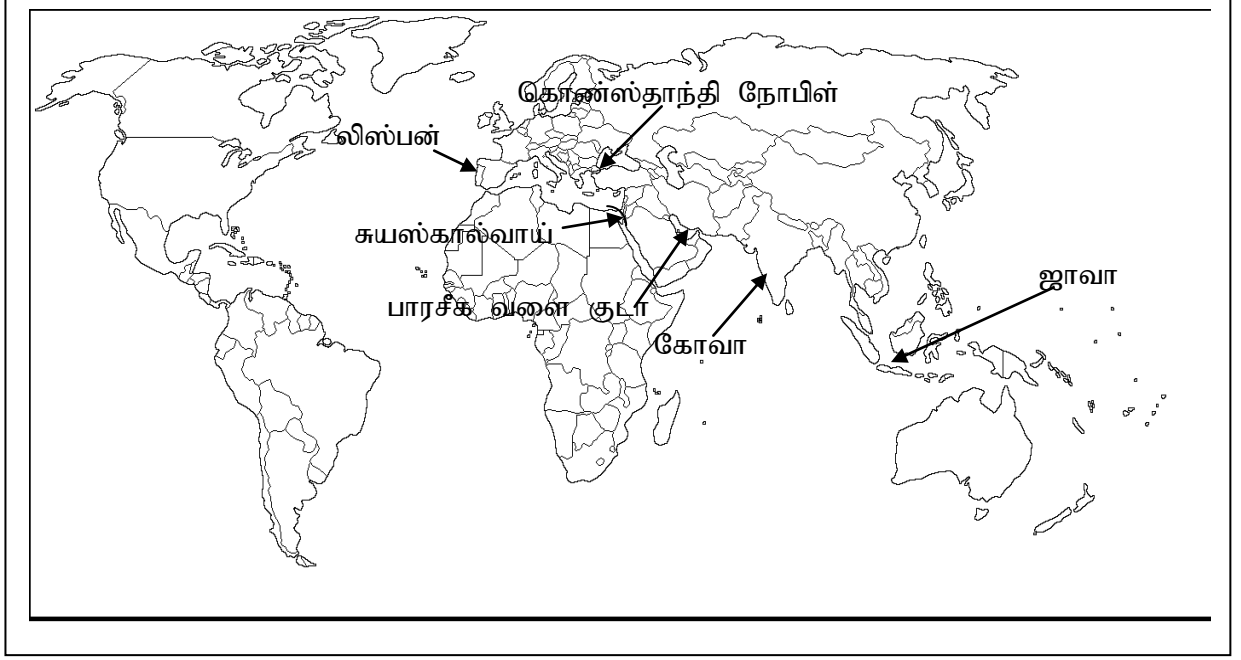 கொண்ஸ்தாந்தி நோபிள்
லிஸ்பன்
சுயஸ்கால்வாய்
ஜாவா
பாரசீக வளை குடா
கோவா